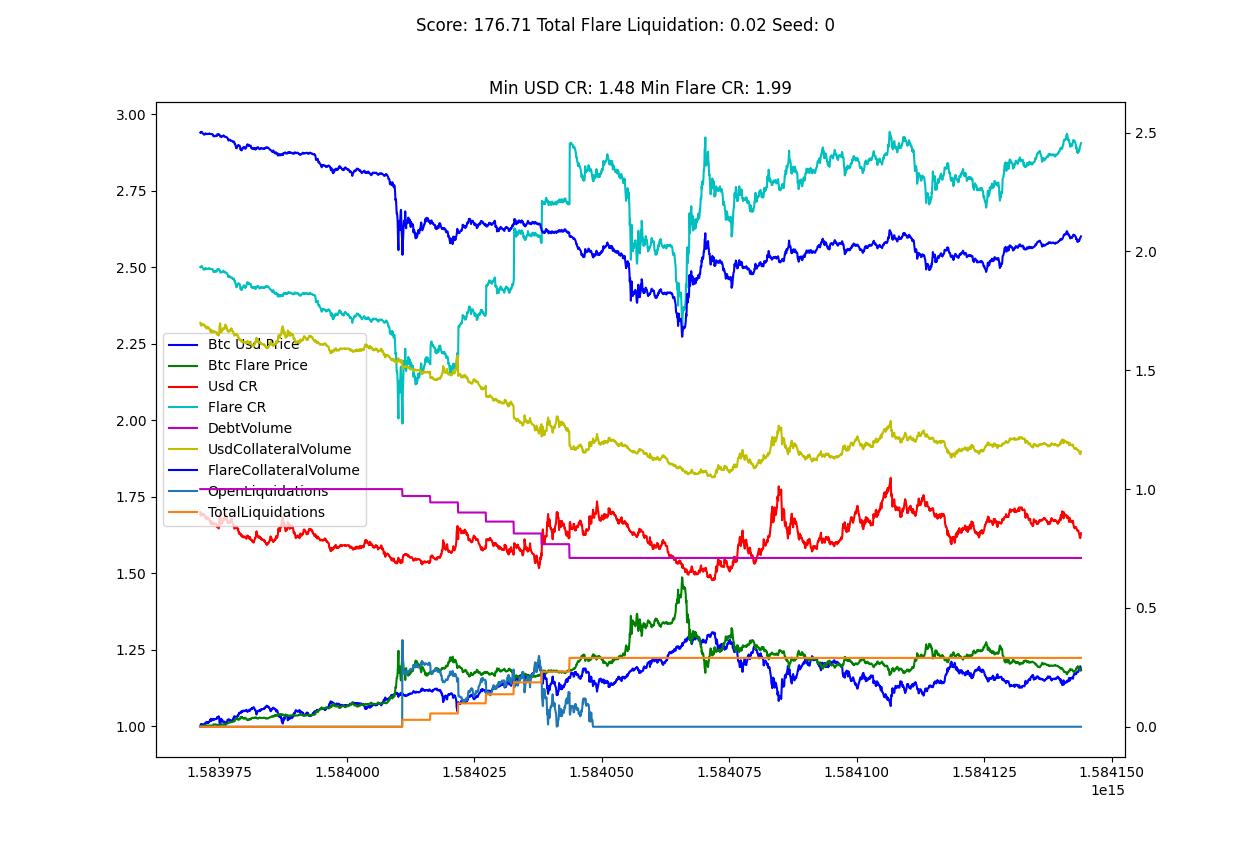 Score: 176.71 Total Flare Liquidation: 0.02 Seed: 0
Min USD CR: 1.48 Min Flare CR: 1.99
3.00
2.75
2.50
2.25
2.00
1.75
1.50
1.25
1.00
2.5
2.0
1.5
1.0
0.5
0.0
Btc Usd Price
Btc Flare Price
Usd CR
Flare CR
DebtVolume
UsdCollateralVolume
FlareCollateralVolume
OpenLiquidations
TotalLiquidations
1.583975 1.584000 1.584025 1.584050 1.584075 1.584100 1.584125 1.584150
1e15